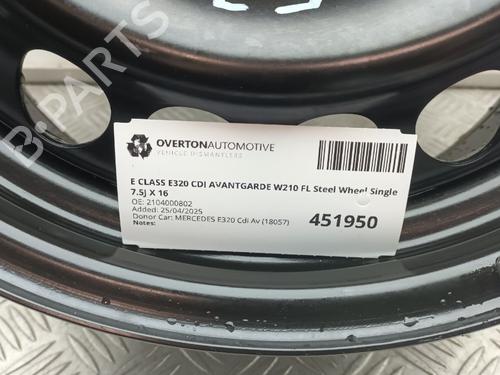 B-PARTS
OVERTONAUTOMOTIVE
VEHICLE DISMANTLERS
E CLASS E320 CDI AVANTGARDE W210 FL Steel Wheel Single
7.5J X 16
OE: 2104000802
Added: 25/04/2025
Donor Car: MERCEDES E320 Cdi Av (18057)
Notes:
451950